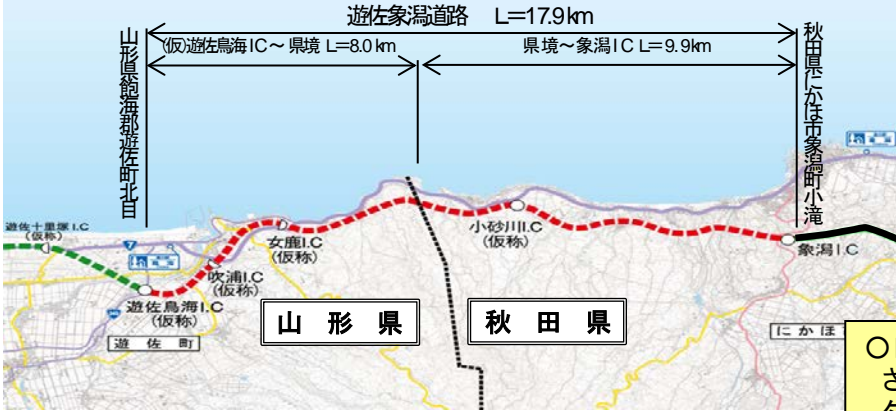 遊佐象潟道路 L=17.9km
(仮)遊佐鳥海IC～県境 L=8.0km
県境～象潟IC L=9.9km
山形県飽海郡遊佐町北目
秋田県にかほ市象潟町小滝
遊佐十里塚I.C
(仮称)
7
女鹿I.C
(仮称)
小砂川I.C
(仮称)
象潟I.C
吹浦I.C
(仮称)
遊佐鳥海I.C
(仮称)
遊佐町
山形県
秋田県
にかほ
〇
さ